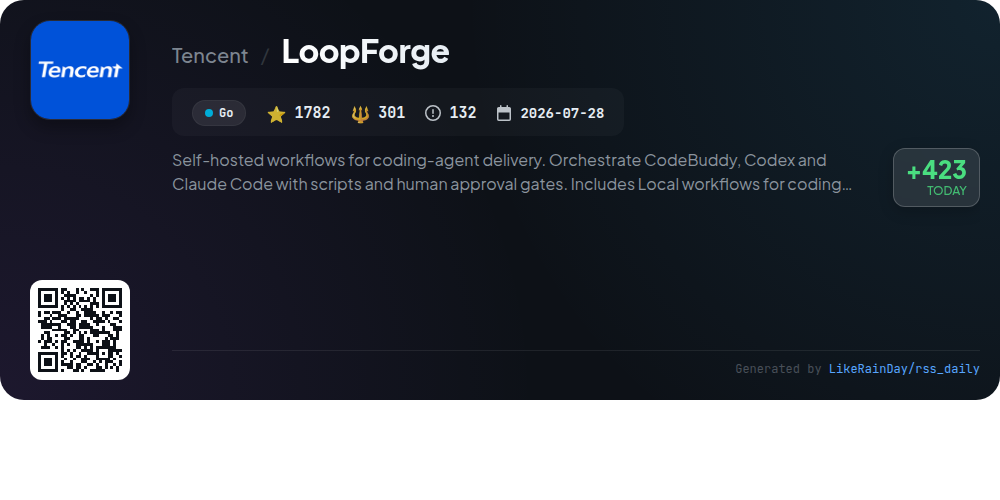 Tencent
Tencent / LoopForge
Go 1782 301 132 2026-07-28
Self-hosted workflows for coding-agent delivery. Orchestrate CodeBuddy, Codex and
Claude Code with scripts and human approval gates. Includes Local workflows for coding...
+423
TODAY
Generated by LikeRainDay/rss_daily